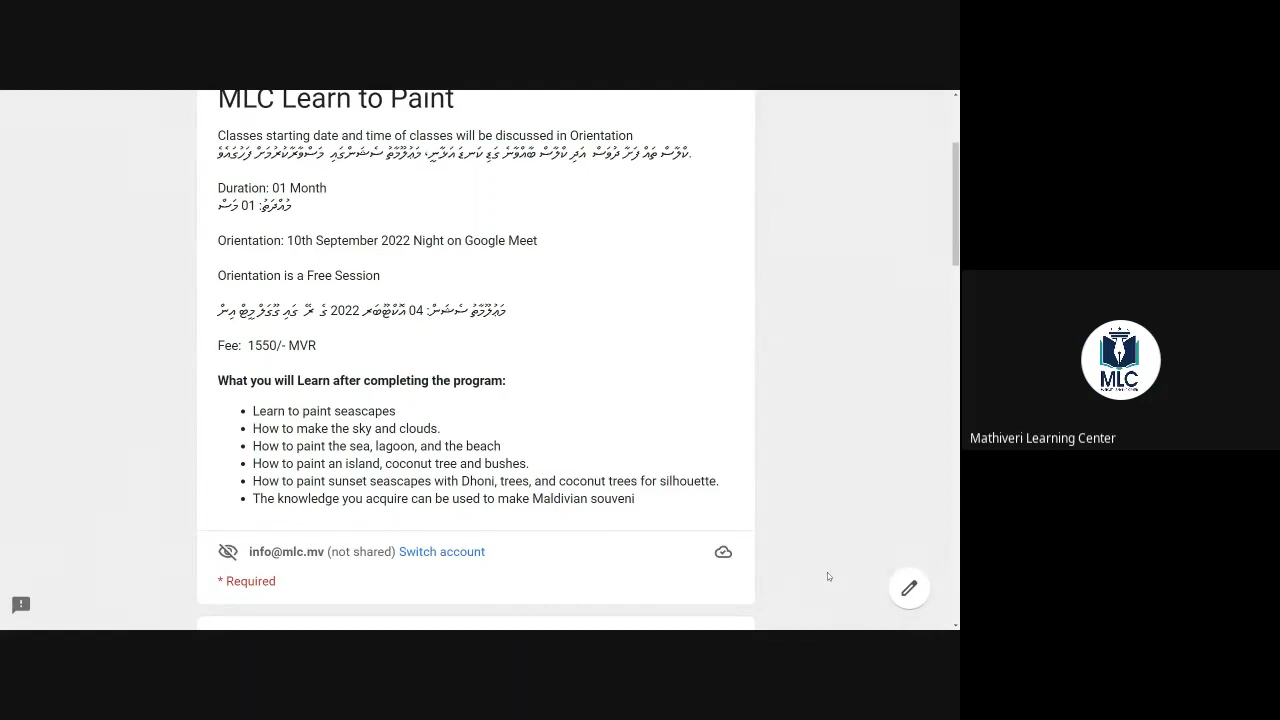 MLC Learn to Paint
Classes starting date and time of classes will be discussed in Orientation
ކްލާސް ތައް ފަށާ ދުވަސް އަދި ކްލާސް ބާއްވާނެ ގަޑި ކަނޑައަޅާނީ، މަޢުލޫމާތު ސެޝަންގައި މަޝްވަރާކުރުމަށް ފަހުގައެވެ.
Duration: 01 Month
މުއްދަތު: 01 މަސް
Orientation: 10th September 2022 Night on Google Meet
Orientation is a Free Session
މަޢުލޫމާތު ސެޝަން: 04 އޮކްޓޫބަރ 2022 ގެ ރޭ ގައި ގޫގަލް މީޓް އިން
Fee: 1550/- MVR
What you will Learn after completing the program:
• Learn to paint seascapes
• How to make the sky and clouds.
• How to paint the sea, lagoon, and the beach
• How to paint an island, coconut tree and bushes.
• How to paint sunset seascapes with Dhoni, trees, and coconut trees for silhouette.
• The knowledge you acquire can be used to make Maldivian souveni
info@mlc.mv (not shared) Switch account
* Required
MLC
Mathiveri Learning Center